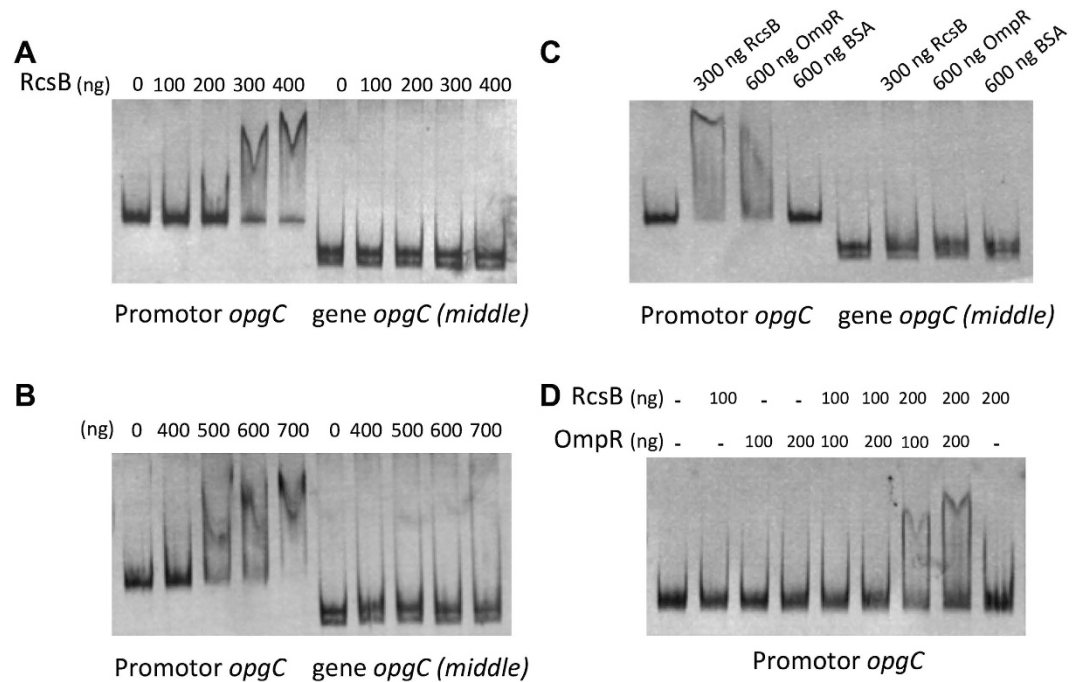 A
RcsB (ng) 0 100 200 300 400 0 100 200 300 400
Promotor opgC gene opgC (middle)
B
(ng) 0 400 500 600 700 0 400 500 600 700
Promotor opgC gene opgC (middle)
C
300 ng RcsB 600 ng OmpR 600 ng BSA 300 ng RcsB 600 ng OmpR 600 ng BSA
Promotor opgC gene opgC (middle)
D
RcsB (ng) - 100 - - 100 100 200 200 200
OmpR (ng) - - 100 200 100 200 100 200 -
Promotor opgC